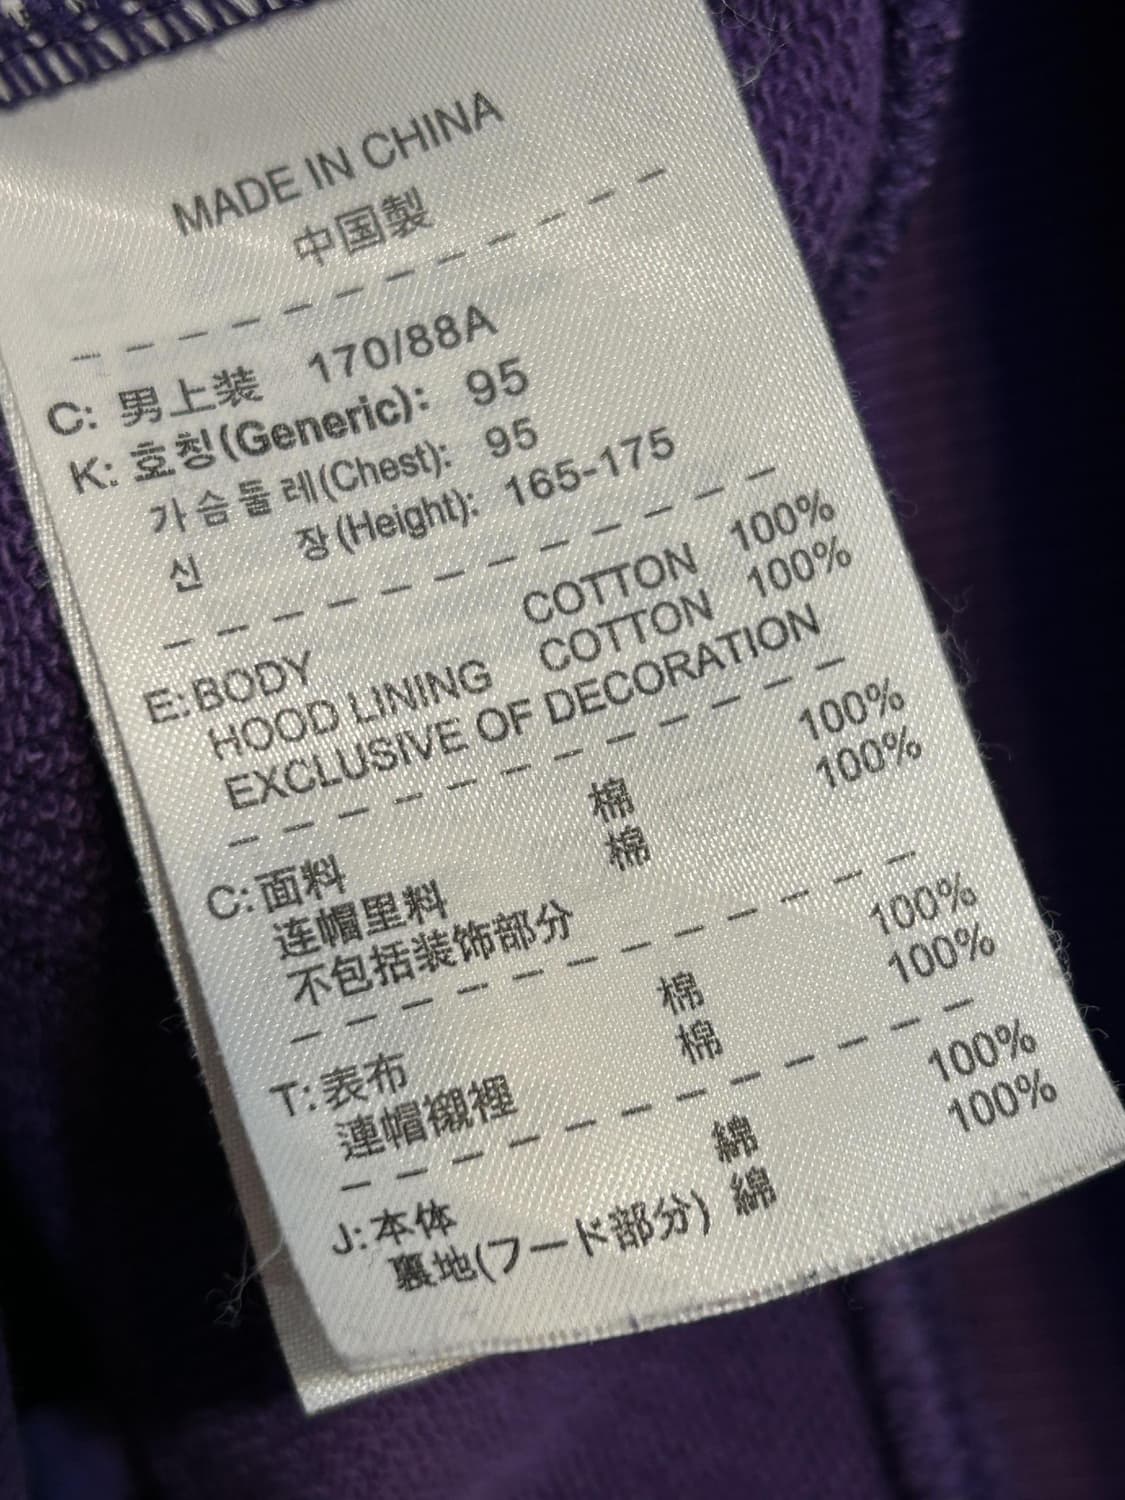 MADE IN CHINA
中国製
C: 男上装 170/88A
K: 호칭(Generic): 95
가슴둘레(Chest): 95
신 장(Height): 165-175
E: BODY COTTON 100%
HOOD LINING COTTON 100%
EXCLUSIVE OF DECORATION
C: 面料 棉 100%
连帽里料 棉 100%
不包括装饰部分
T: 表布 棉 100%
連帽襯裡 棉 100%
J: 本体 綿 100%
裏地(フード部分) 綿 100%